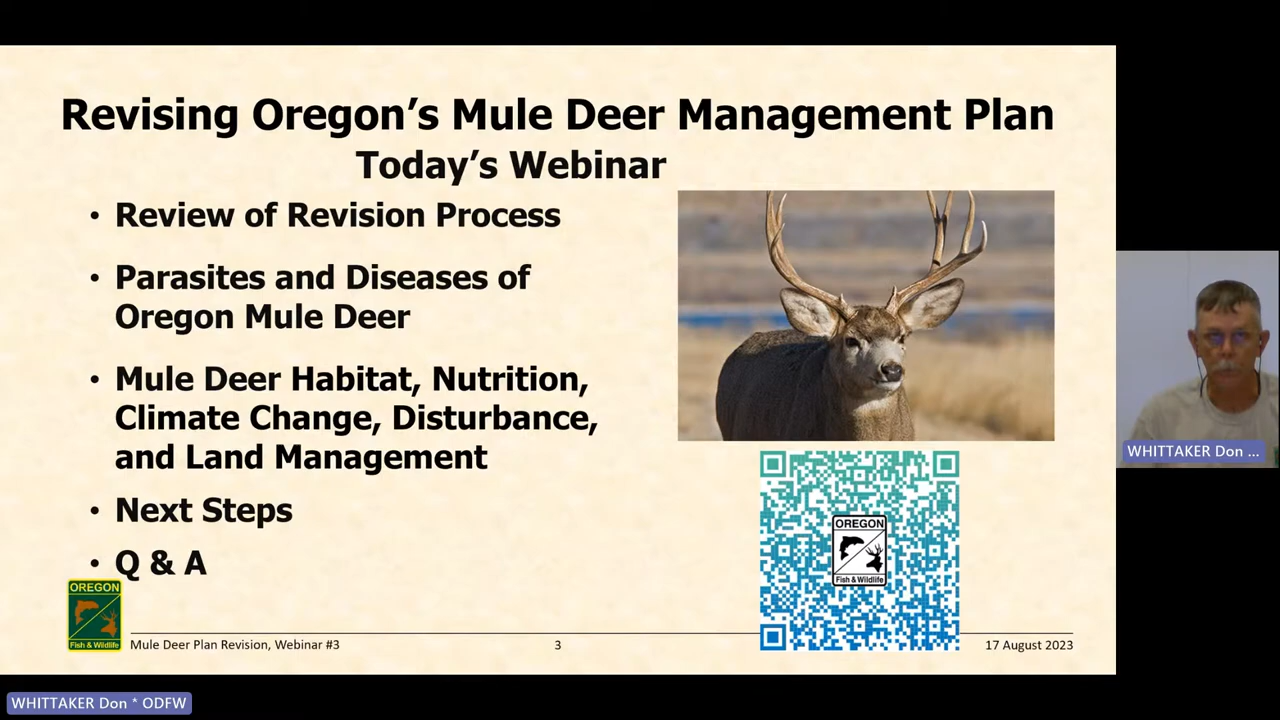 Revising Oregon’s Mule Deer Management Plan
Today’s Webinar
• Review of Revision Process
• Parasites and Diseases of
Oregon Mule Deer
• Mule Deer Habitat, Nutrition,
Climate Change, Disturbance,
and Land Management
• Next Steps
• Q & A
OREGON
Fish & Wildlife
OREGON
Fish & Wildlife
Mule Deer Plan Revision, Webinar #3
3
17 August 2023
WHITTAKER Don ...
WHITTAKER Don * ODFW